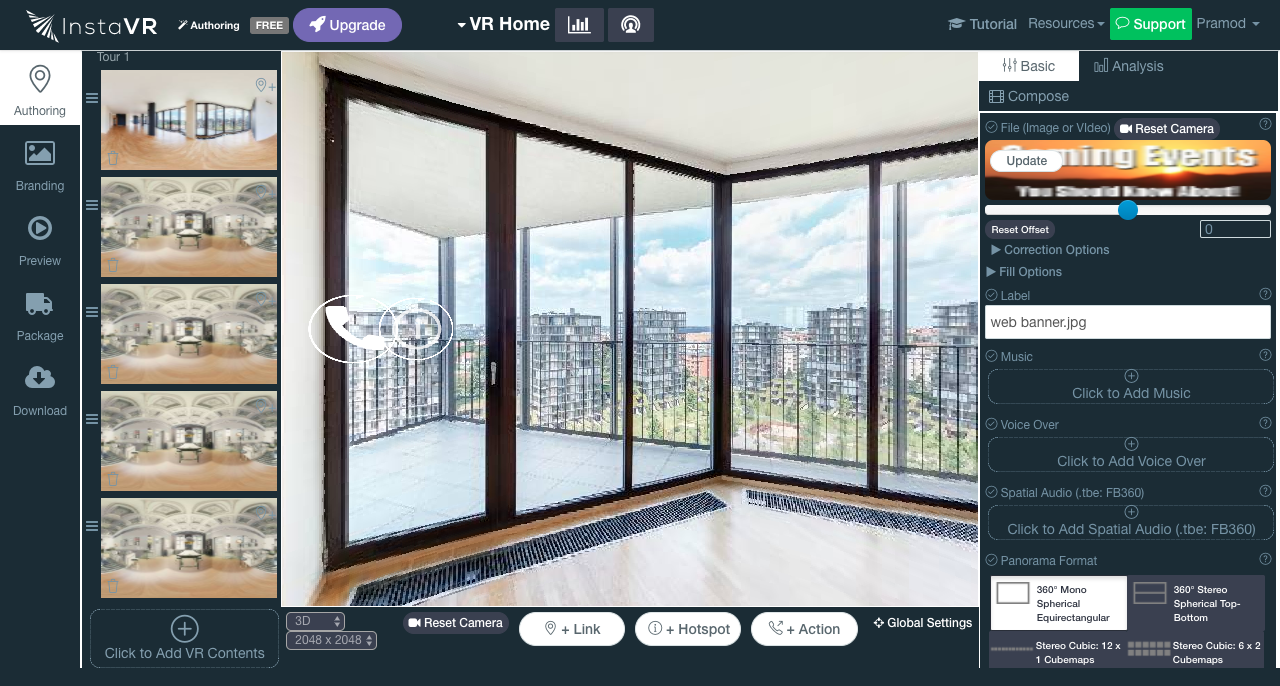 InstaVR
Authoring
FREE
Upgrade
VR Home
Tutorial
Resources
Support
Pramod
Authoring
Branding
Preview
Package
Download
Tour 1
Click to Add VR Contents
3D
2048 x 2048
Reset Camera
+ Link
+ Hotspot
+ Action
Global Settings
Basic
Analysis
Compose
File (Image or VIdeo)
Reset Camera
Update
Coming Events
You Should Know About!
Reset Offset
0
Correction Options
Fill Options
Label
web banner.jpg
Music
Click to Add Music
Voice Over
Click to Add Voice Over
Spatial Audio (.tbe: FB360)
Click to Add Spatial Audio (.tbe: FB360)
Panorama Format
360° Mono
Spherical
Equirectangular
360° Stereo
Spherical Top-
Bottom
Stereo Cubic: 12 x
1 Cubemaps
Stereo Cubic: 6 x 2
Cubemaps